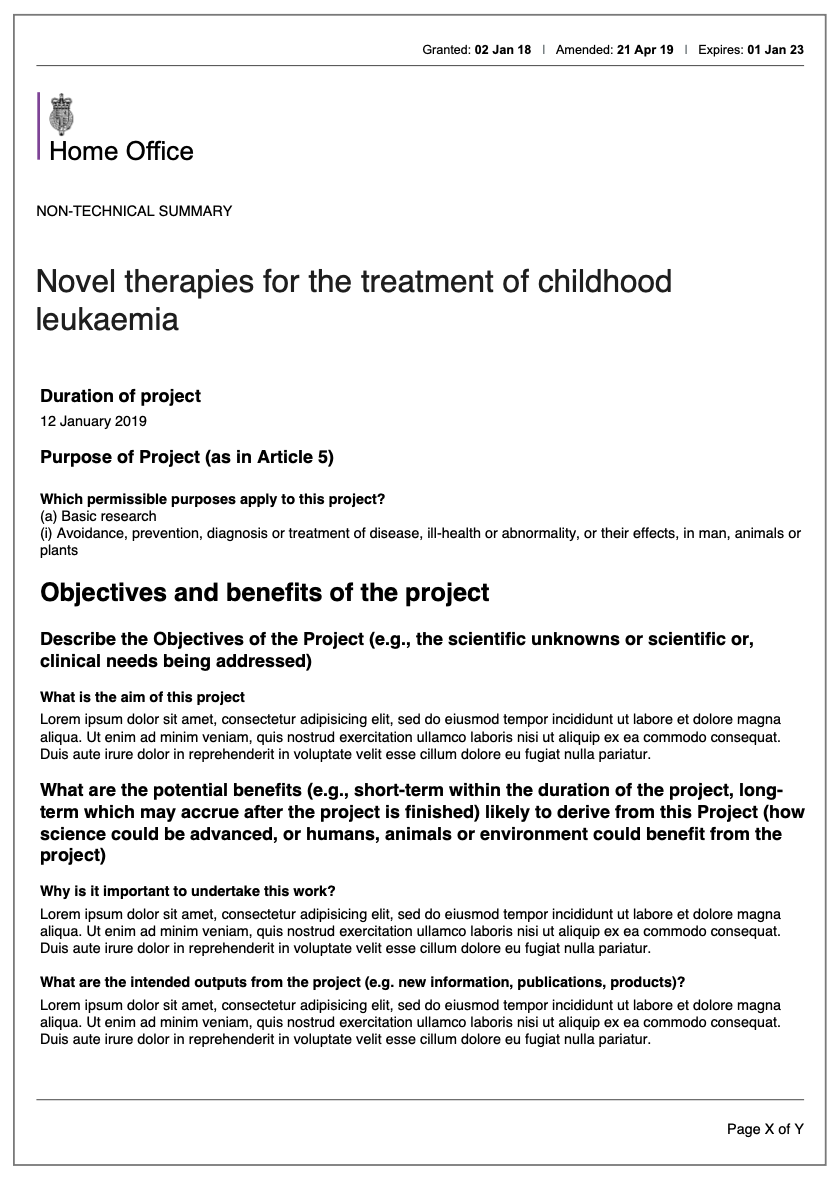 Granted: 02 Jan 18 | Amended: 21 Apr 19 | Expires: 01 Jan 23
Home Office
NON-TECHNICAL SUMMARY
Novel therapies for the treatment of childhood
leukaemia
Duration of project
12 January 2019
Purpose of Project (as in Article 5)
Which permissible purposes apply to this project?
(a) Basic research
(i) Avoidance, prevention, diagnosis or treatment of disease, ill-health or abnormality, or their effects, in man, animals or
plants
Objectives and benefits of the project
Describe the Objectives of the Project (e.g., the scientific unknowns or scientific or,
clinical needs being addressed)
What is the aim of this project
Lorem ipsum dolor sit amet, consectetur adipisicing elit, sed do eiusmod tempor incididunt ut labore et dolore magna
aliqua. Ut enim ad minim veniam, quis nostrud exercitation ullamco laboris nisi ut aliquip ex ea commodo consequat.
Duis aute irure dolor in reprehenderit in voluptate velit esse cillum dolore eu fugiat nulla pariatur.
What are the potential benefits (e.g., short-term within the duration of the project, long-
term which may accrue after the project is finished) likely to derive from this Project (how
science could be advanced, or humans, animals or environment could benefit from the
project)
Why is it important to undertake this work?
Lorem ipsum dolor sit amet, consectetur adipisicing elit, sed do eiusmod tempor incididunt ut labore et dolore magna
aliqua. Ut enim ad minim veniam, quis nostrud exercitation ullamco laboris nisi ut aliquip ex ea commodo consequat.
Duis aute irure dolor in reprehenderit in voluptate velit esse cillum dolore eu fugiat nulla pariatur.
What are the intended outputs from the project (e.g. new information, publications, products)?
Lorem ipsum dolor sit amet, consectetur adipisicing elit, sed do eiusmod tempor incididunt ut labore et dolore magna
aliqua. Ut enim ad minim veniam, quis nostrud exercitation ullamco laboris nisi ut aliquip ex ea commodo consequat.
Duis aute irure dolor in reprehenderit in voluptate velit esse cillum dolore eu fugiat nulla pariatur.
Page X of Y